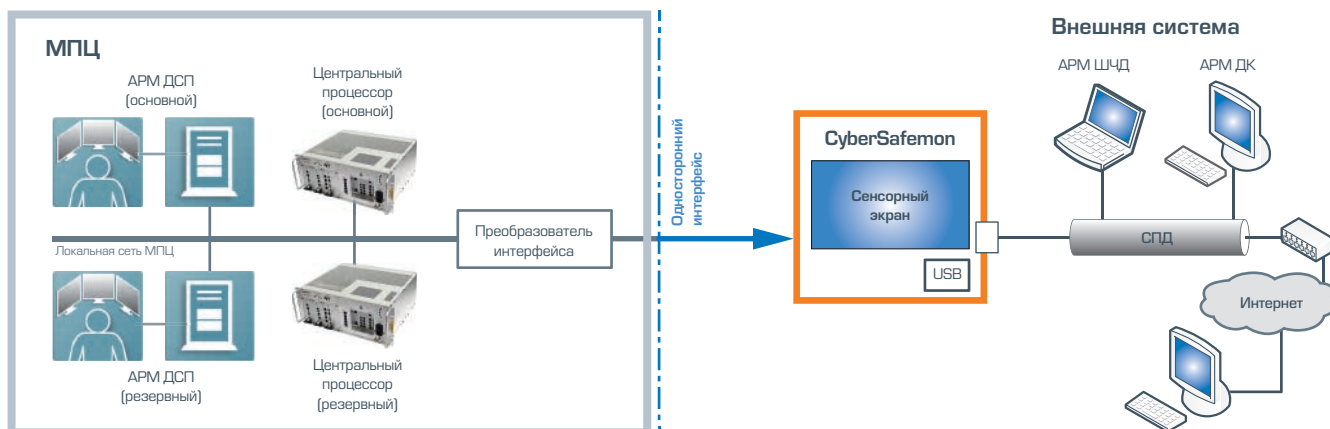 МПЦ
АРМ ДСП
(основной)
Центральный
процессор
(основной)
Локальная сеть МПЦ
Преобразователь
интерфейса
АРМ ДСП
(резервный)
Центральный
процессор
(резервный)
Односторонний
интерфейс
CyberSafemon
Сенсорный
экран
USB
Внешняя система
АРМ ШЧД
АРМ ДК
СПД
Интернет